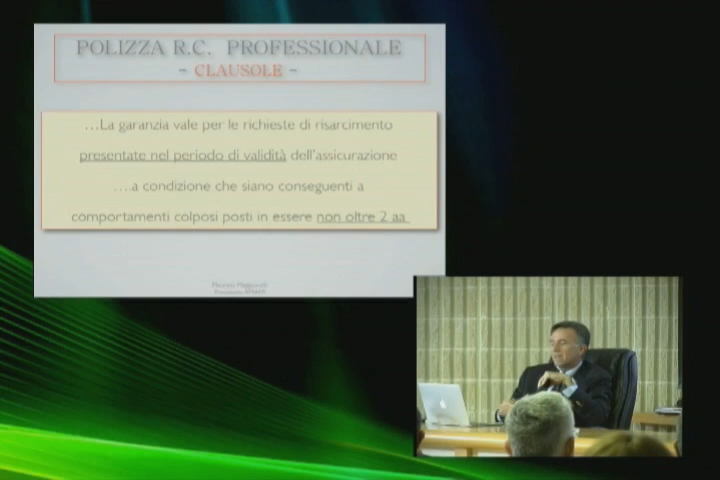 POLIZZA R.C. PROFESSIONALE
- CLAUSOLE -
…La garanzia vale per le richieste di risarcimento
presentate nel periodo di validità dell'assicurazione
….a condizione che siano conseguenti a
comportamenti colposi posti in essere non oltre 2 aa